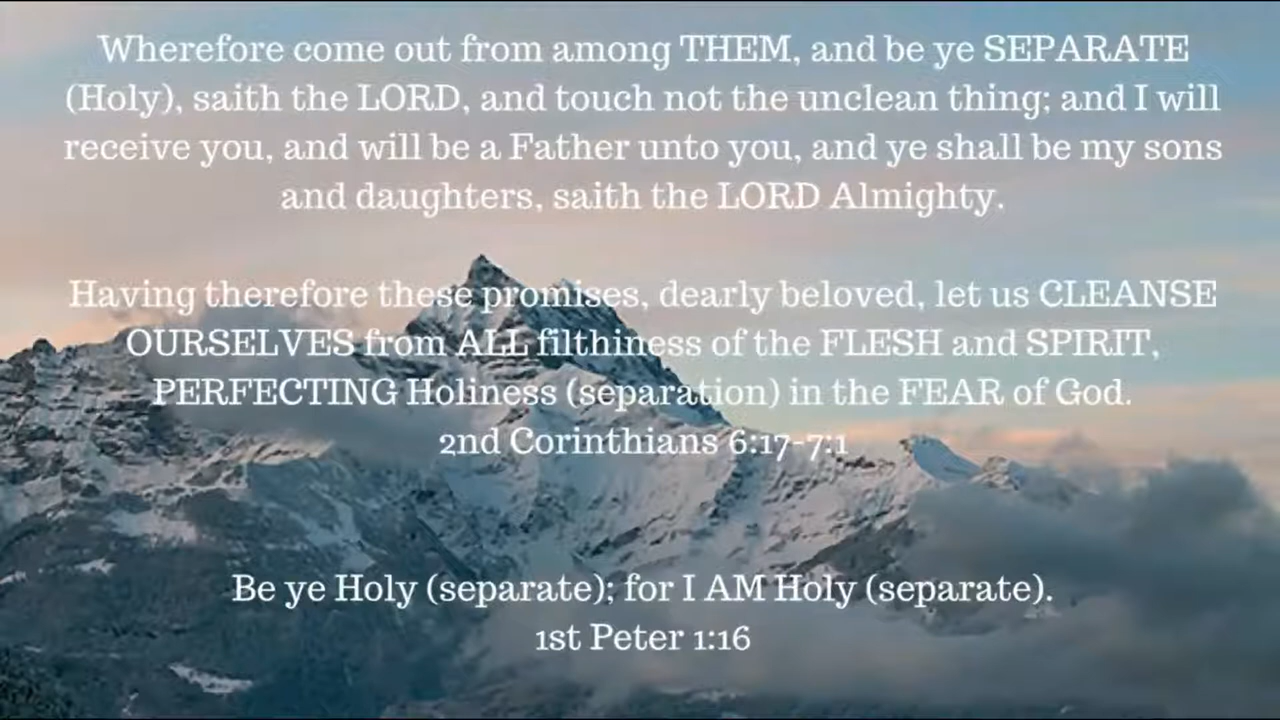 Wherefore come out from among THEM, and be ye SEPARATE
(Holy), saith the LORD, and touch not the unclean thing; and I will
receive you, and will be a Father unto you, and ye shall be my sons
and daughters, saith the LORD Almighty.
Having therefore these promises, dearly beloved, let us CLEANSE
OURSELVES from ALL filthiness of the FLESH and SPIRIT,
PERFECTING Holiness (separation) in the FEAR of God.
2nd Corinthians 6:17-7:1
Be ye Holy (separate); for I AM Holy (separate).
1st Peter 1:16